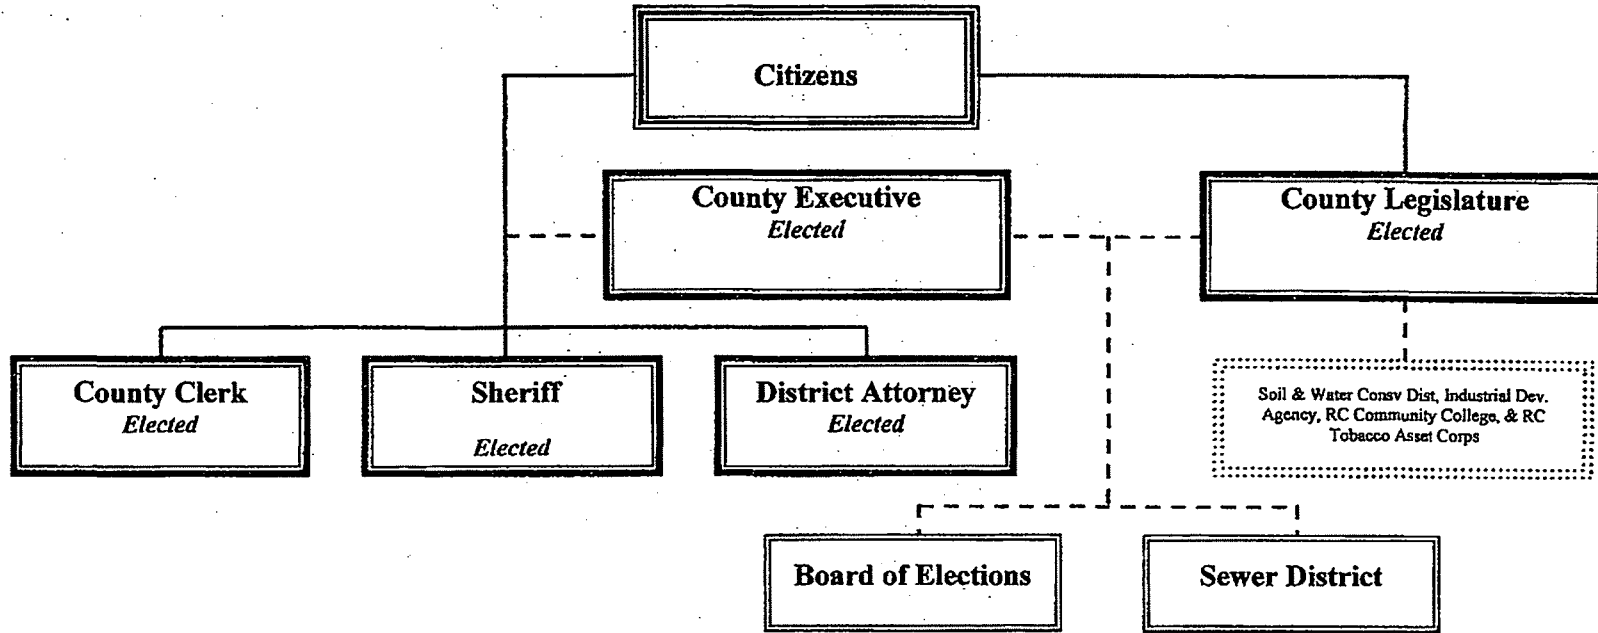 Citizens
County Executive
Elected
County Legislature
Elected
County Clerk
Elected
Sheriff
Elected
District Attorney
Elected
Soil & Water Consv Dist, Industrial Dev.
Agency, RC Community College, & RC
Tobacco Asset Corps
Board of Elections
Sewer District